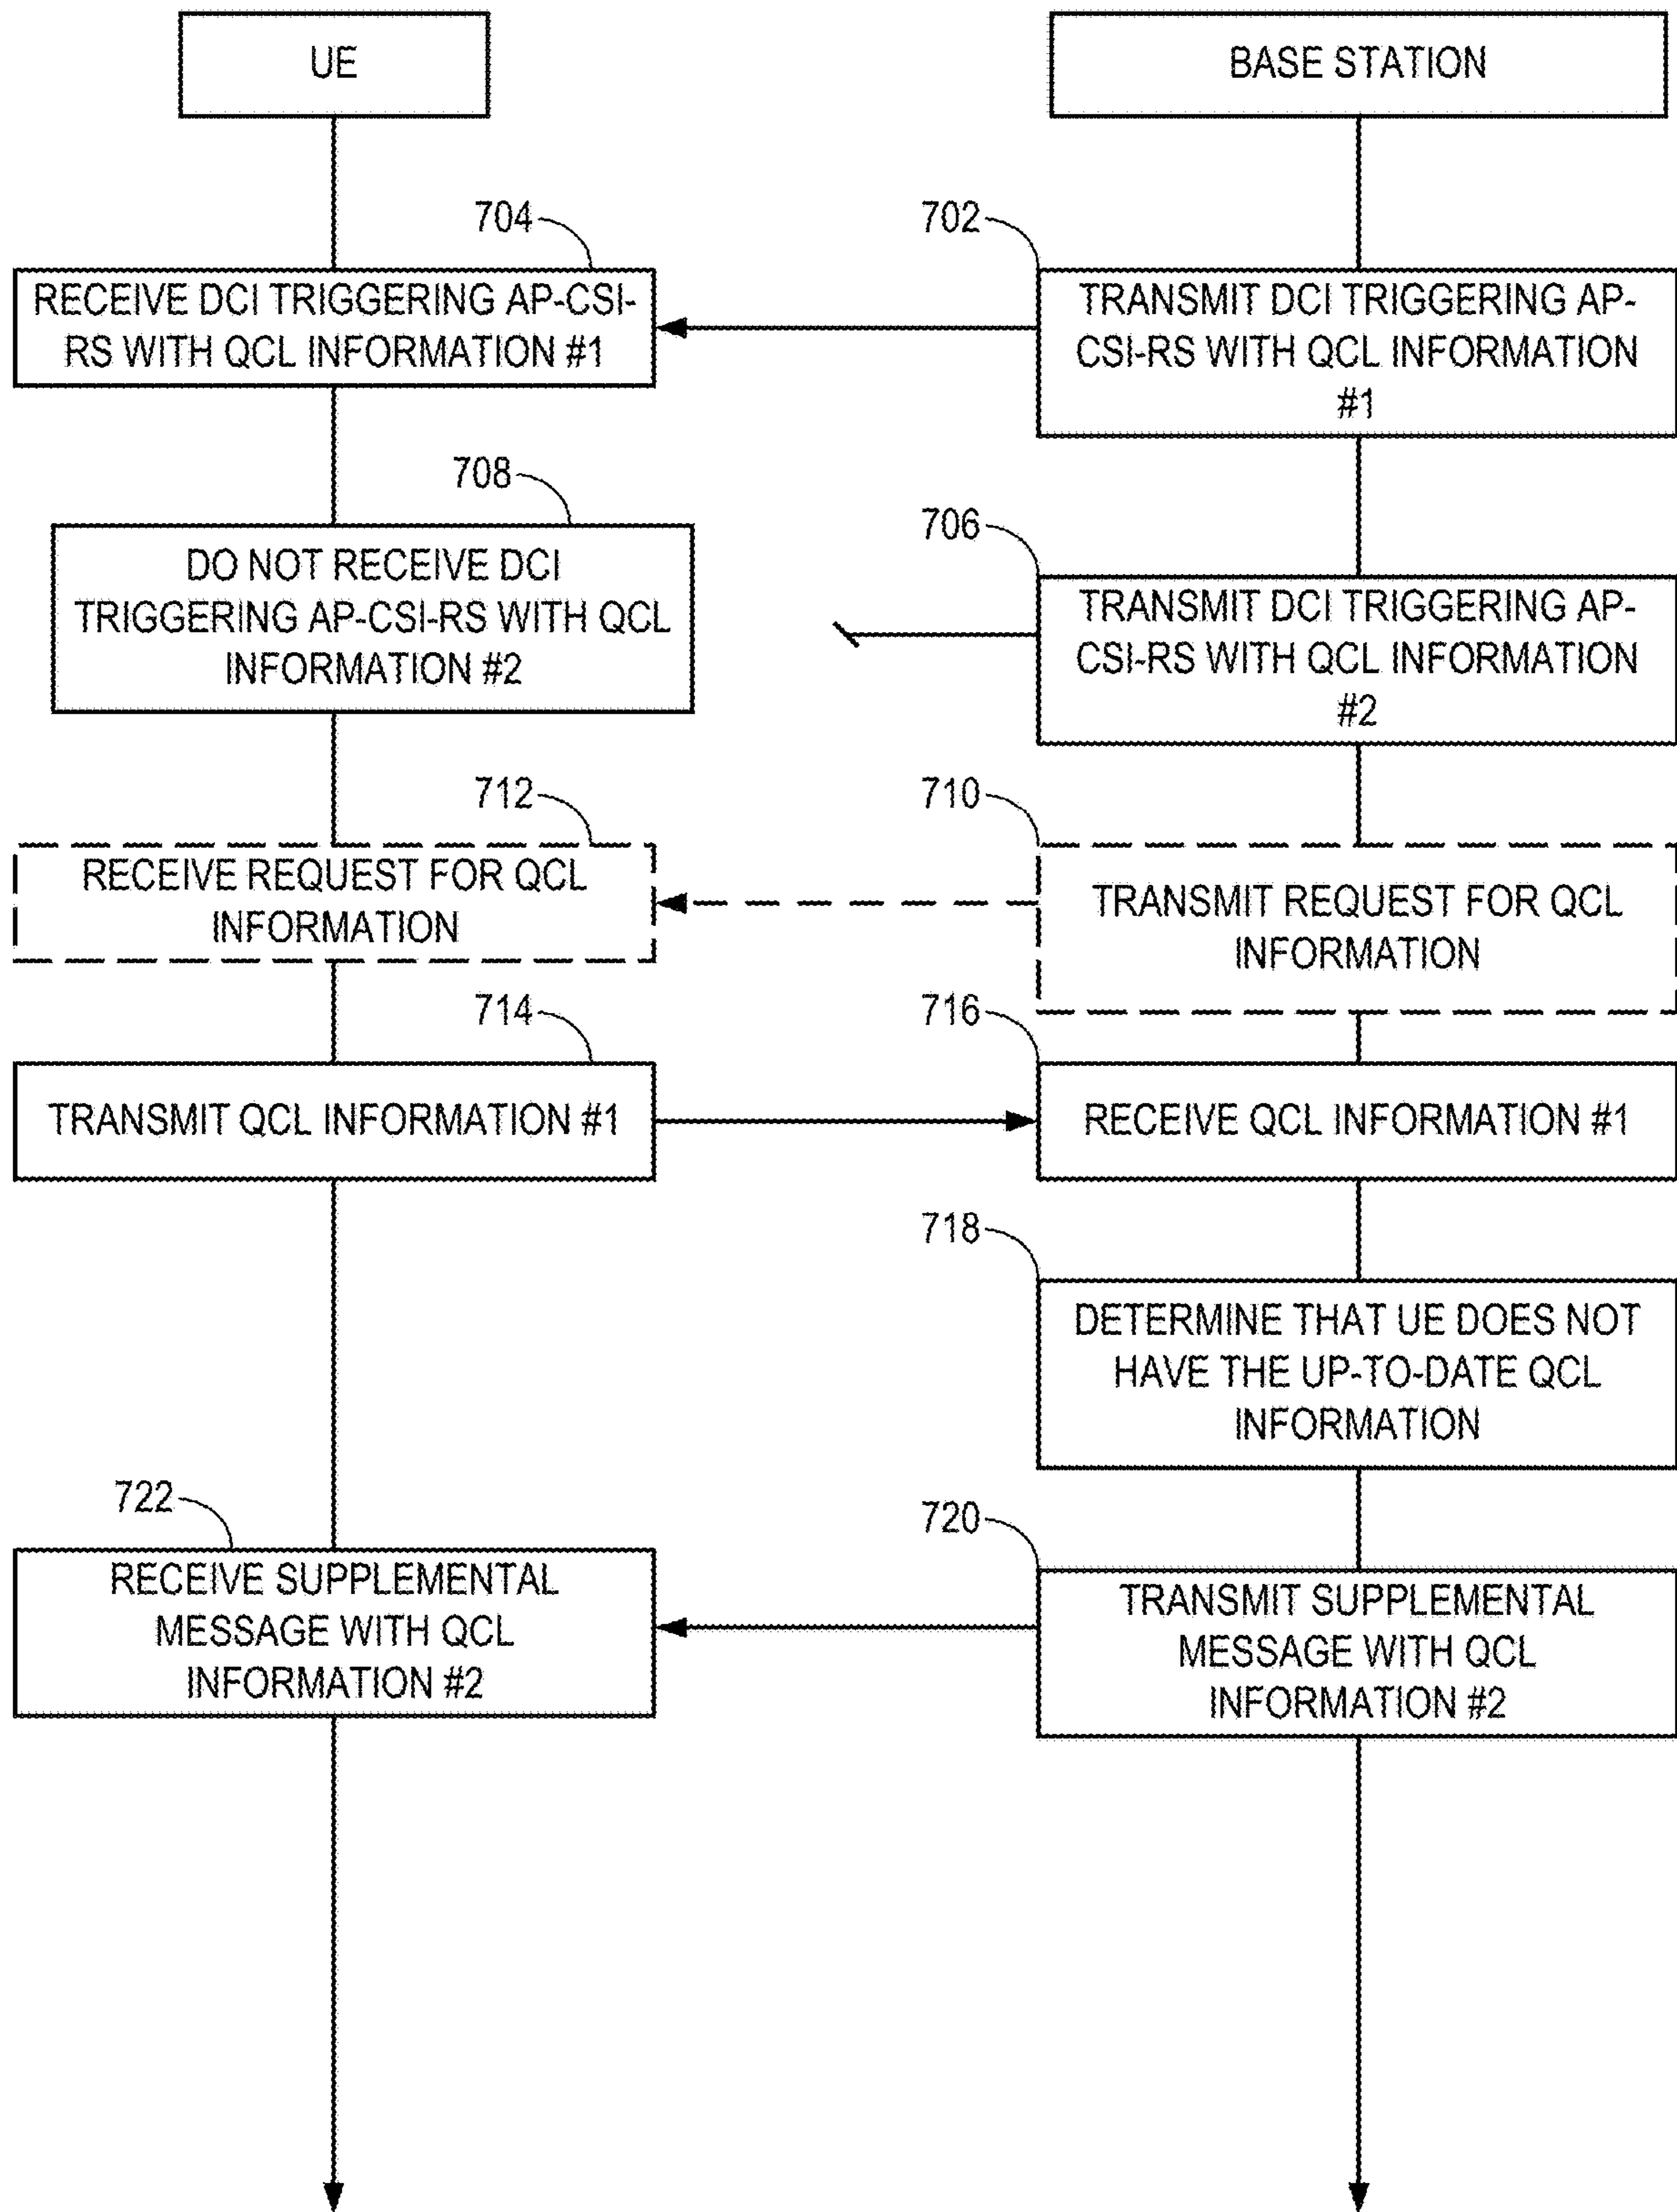 UE
BASE STATION
704
702
RECEIVE DCI TRIGGERING AP-CSI-
RS WITH QCL INFORMATION #1
TRANSMIT DCI TRIGGERING AP-
CSI-RS WITH QCL INFORMATION
#1
708
706
DO NOT RECEIVE DCI
TRIGGERING AP-CSI-RS WITH QCL
INFORMATION #2
TRANSMIT DCI TRIGGERING AP-
CSI-RS WITH QCL INFORMATION
#2
712
710
RECEIVE REQUEST FOR QCL
INFORMATION
TRANSMIT REQUEST FOR QCL
INFORMATION
714
716
TRANSMIT QCL INFORMATION #1
RECEIVE QCL INFORMATION #1
718
DETERMINE THAT UE DOES NOT
HAVE THE UP-TO-DATE QCL
INFORMATION
722
720
RECEIVE SUPPLEMENTAL
MESSAGE WITH QCL
INFORMATION #2
TRANSMIT SUPPLEMENTAL
MESSAGE WITH QCL
INFORMATION #2